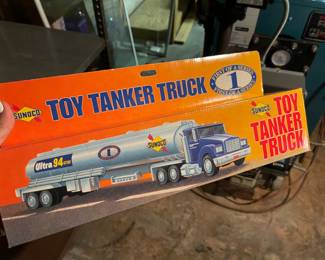 SUNOCO
TOY TANKER TRUCK
FIRST OF A SERIES
1
SUNOCO
TOY
TANKER
TRUCK
1
SUNOCO
Ultra 94